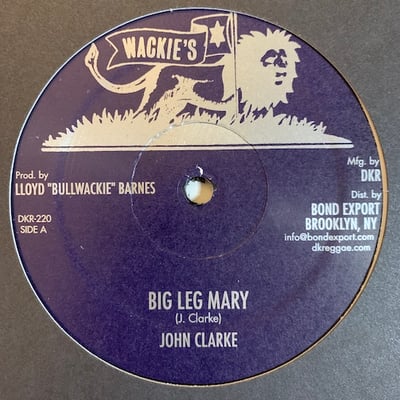 WACKIE'S
Prod. by
LLOYD "BULLWACKIE" BARNES
DKR-220
SIDE A
Mfg. by
DKR
Dist. by
BOND EXPORT
BROOKLYN, NY
info@bondexport.com
dkreggae.com
BIG LEG MARY
(J. Clarke)
JOHN CLARKE